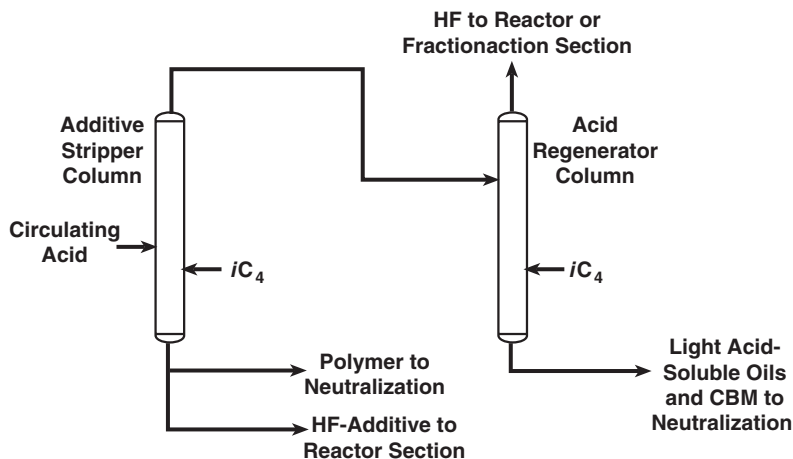 HF to Reactor or
Fractionaction Section
Additive
Stripper
Column
Acid
Regenerator
Column
Circulating
Acid
iC4
iC4
Polymer to
Neutralization
HF-Additive to
Reactor Section
Light Acid-
Soluble Oils
and CBM to
Neutralization